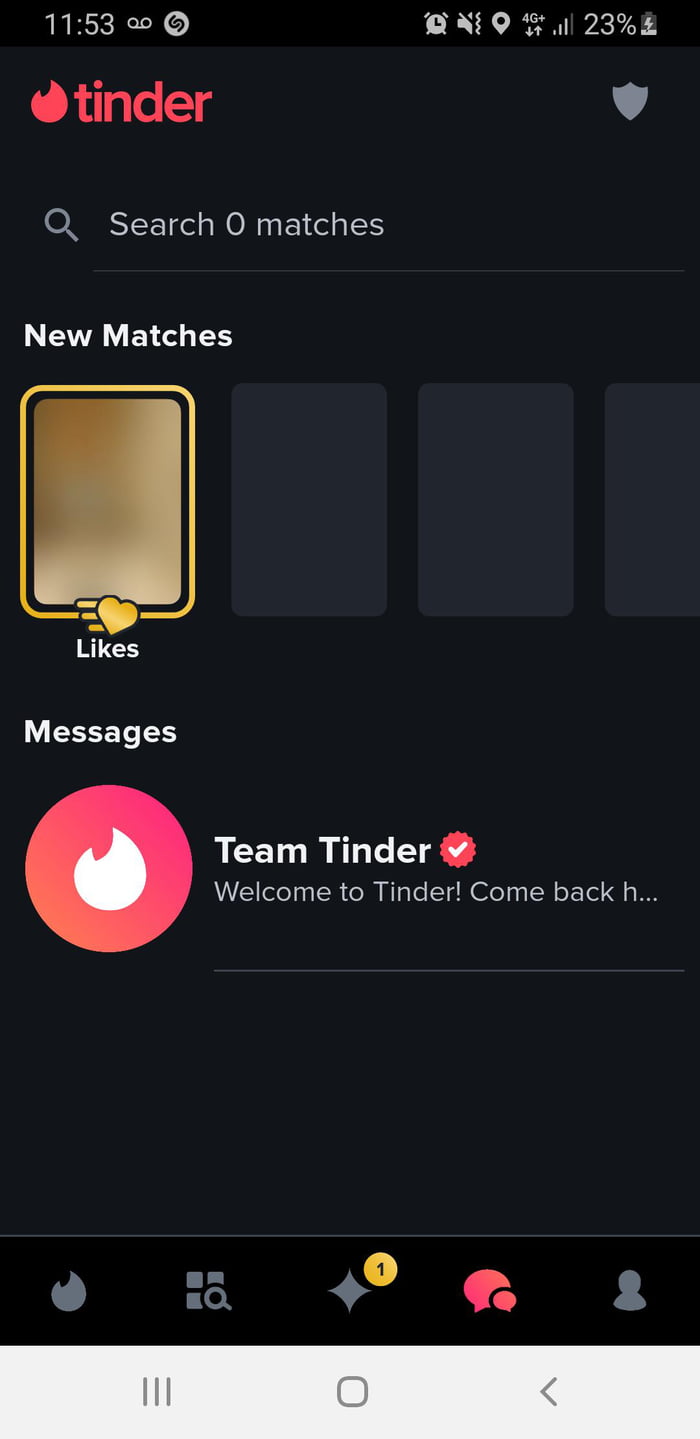 11:53 4G+ 23%
tinder
Search 0 matches
New Matches
Likes
Messages
Team Tinder
Welcome to Tinder! Come back h...
1